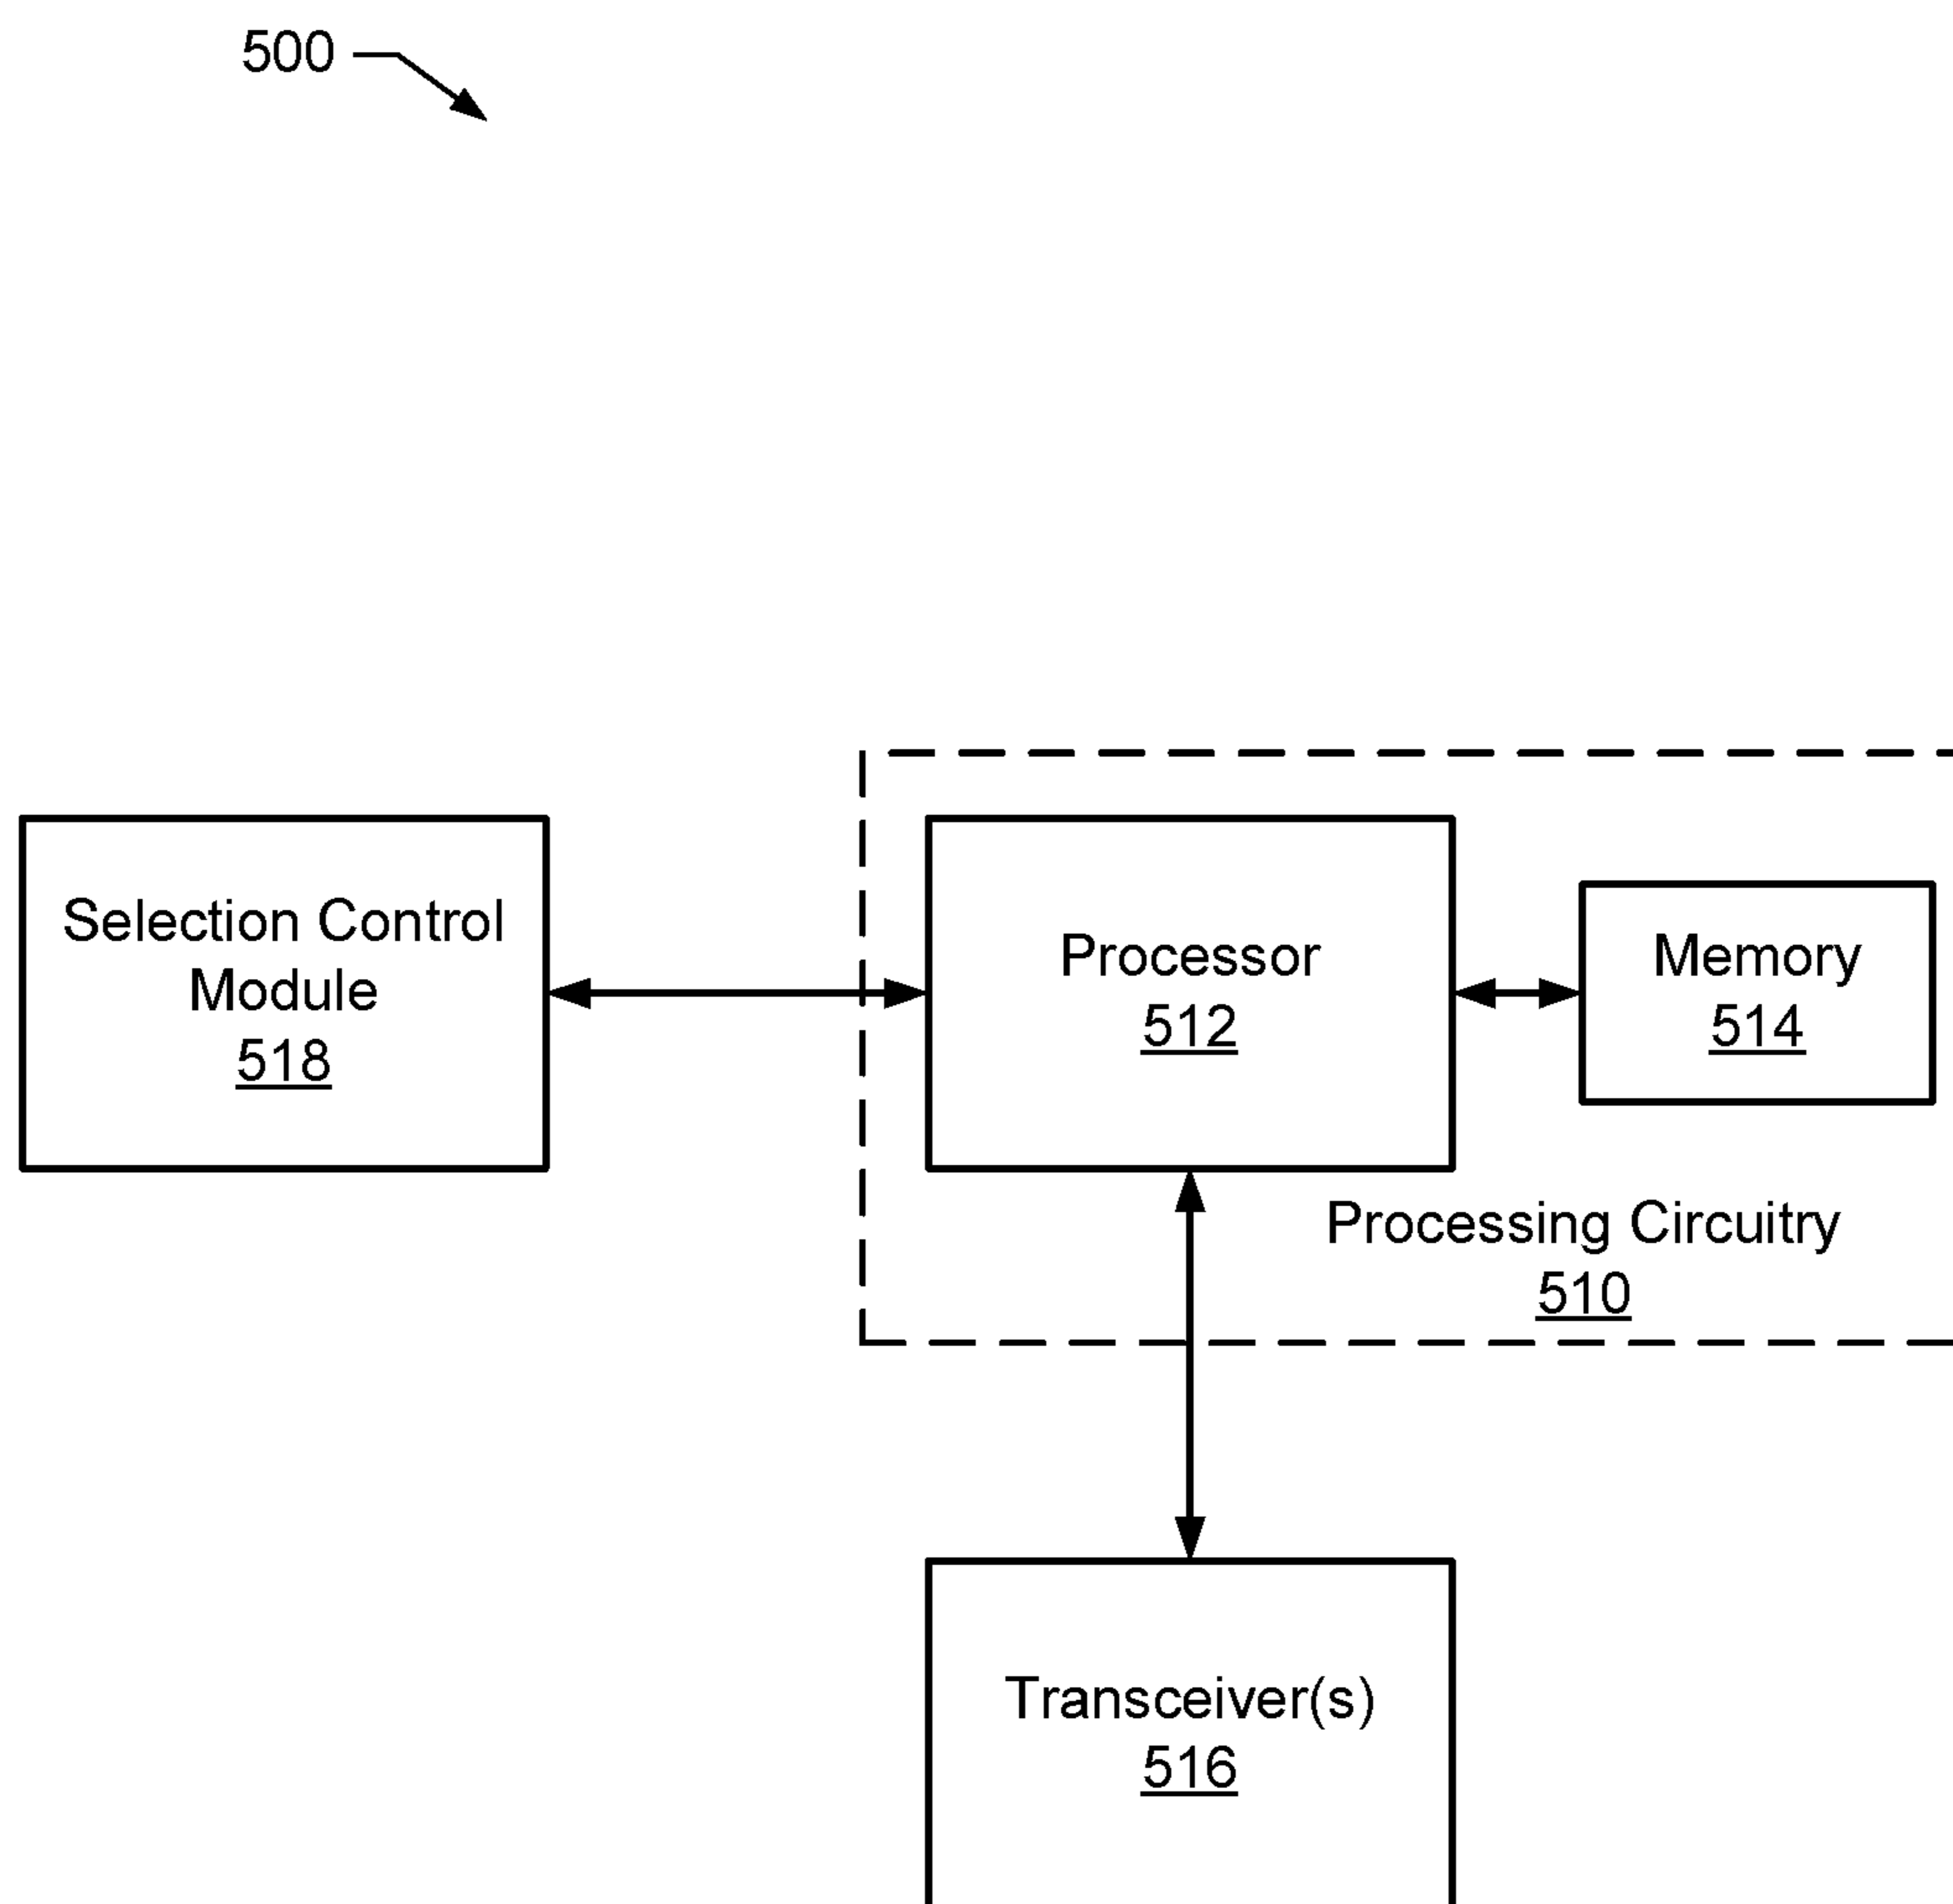 500
Selection Control
Module
518
Processor
512
Memory
514
Processing Circuitry
510
Transceiver(s)
516